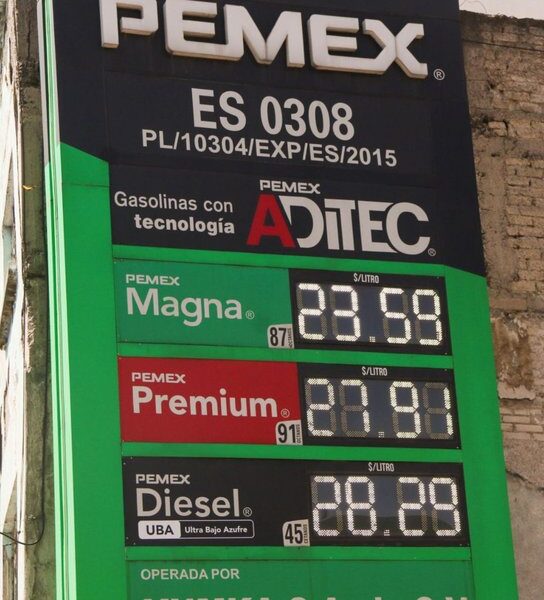 PEMEX®
ES 0308
PL/10304/EXP/ES/2015
Gasolinas con tecnología
PEMEX
ADITEC®
PEMEX
Magna®
87
$/LITRO
23.59
PEMEX
Premium®
91
$/LITRO
27.91
PEMEX
Diesel®
UBA Ultra Bajo Azufre
45
$/LITRO
28.29
OPERADA POR